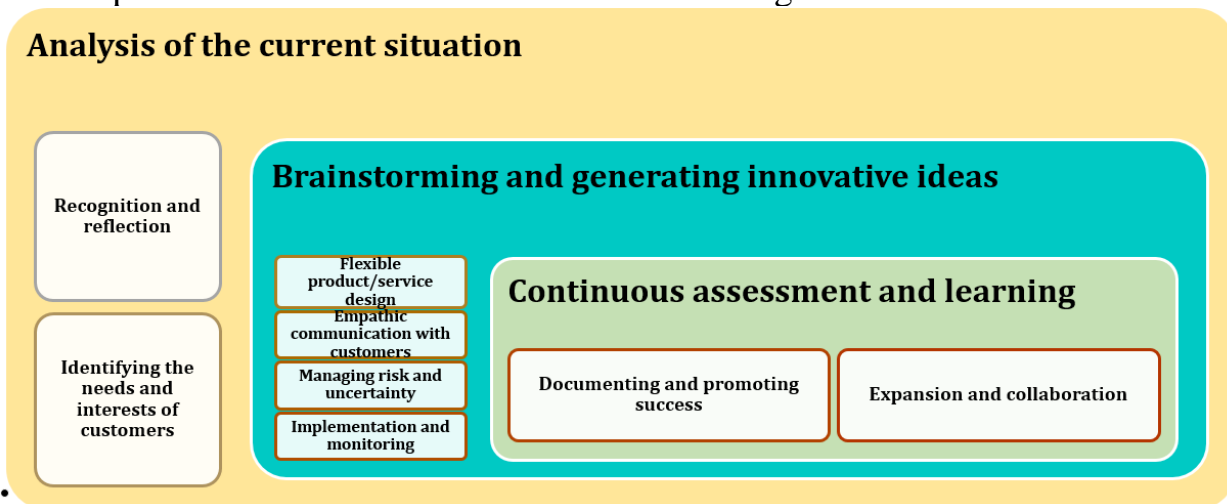 Analysis of the current situation
Recognition and
reflection
Identifying the
needs and
interests of
customers
Brainstorming and generating innovative ideas
Flexible
product/service
design
Empathic
communication with
customers
Managing risk and
uncertainty
Implementation and
monitoring
Continuous assessment and learning
Documenting and promoting
success
Expansion and collaboration